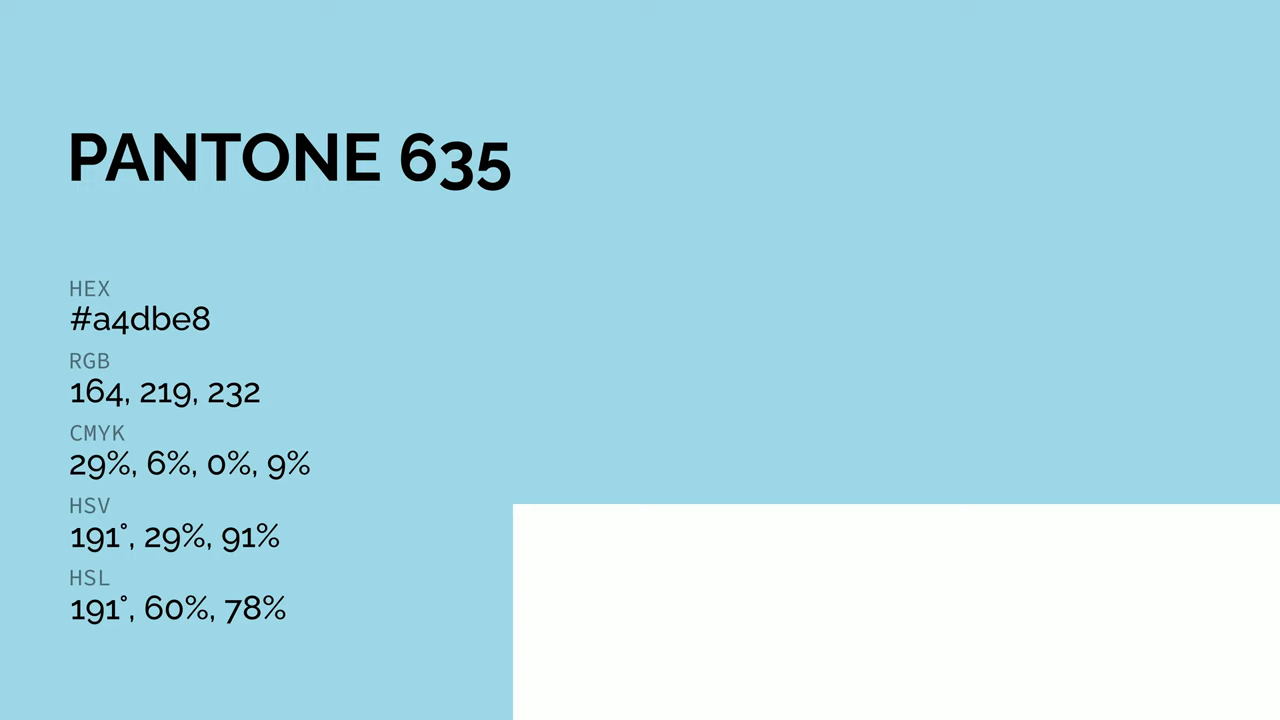 PANTONE 635
HEX
#a4dbe8
RGB
164, 219, 232
CMYK
29%, 6%, 0%, 9%
HSV
191°, 29%, 91%
HSL
191°, 60%, 78%